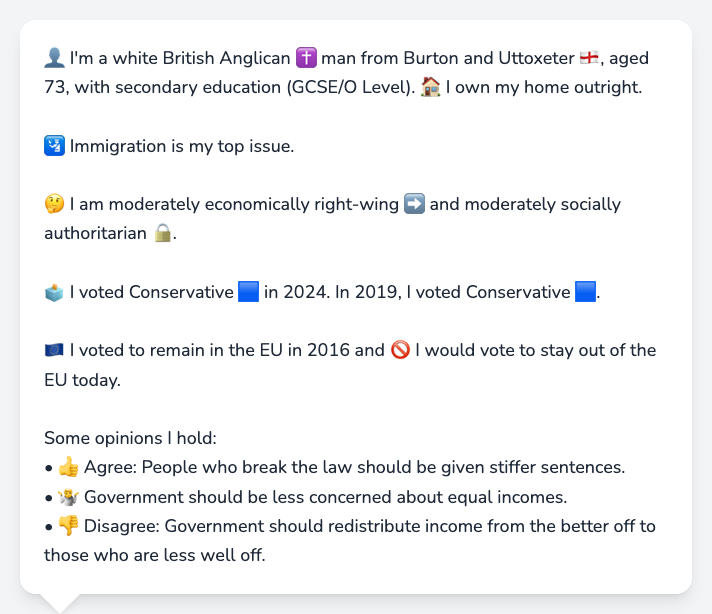 👤 I'm a white British Anglican ✝️ man from Burton and Uttoxeter 🏴󠁧󠁢󠁥󠁮󠁧󠁿, aged
73, with secondary education (GCSE/O Level). 🏠 I own my home outright.
🛂 Immigration is my top issue.
🤔 I am moderately economically right-wing ➡️ and moderately socially
authoritarian 🔒.
🗳️ I voted Conservative 🟦 in 2024. In 2019, I voted Conservative 🟦.
🇪🇺 I voted to remain in the EU in 2016 and 🚫 I would vote to stay out of the
EU today.
Some opinions I hold:
• 👍 Agree: People who break the law should be given stiffer sentences.
• 🤷 Government should be less concerned about equal incomes.
• 👎 Disagree: Government should redistribute income from the better off to
those who are less well off.